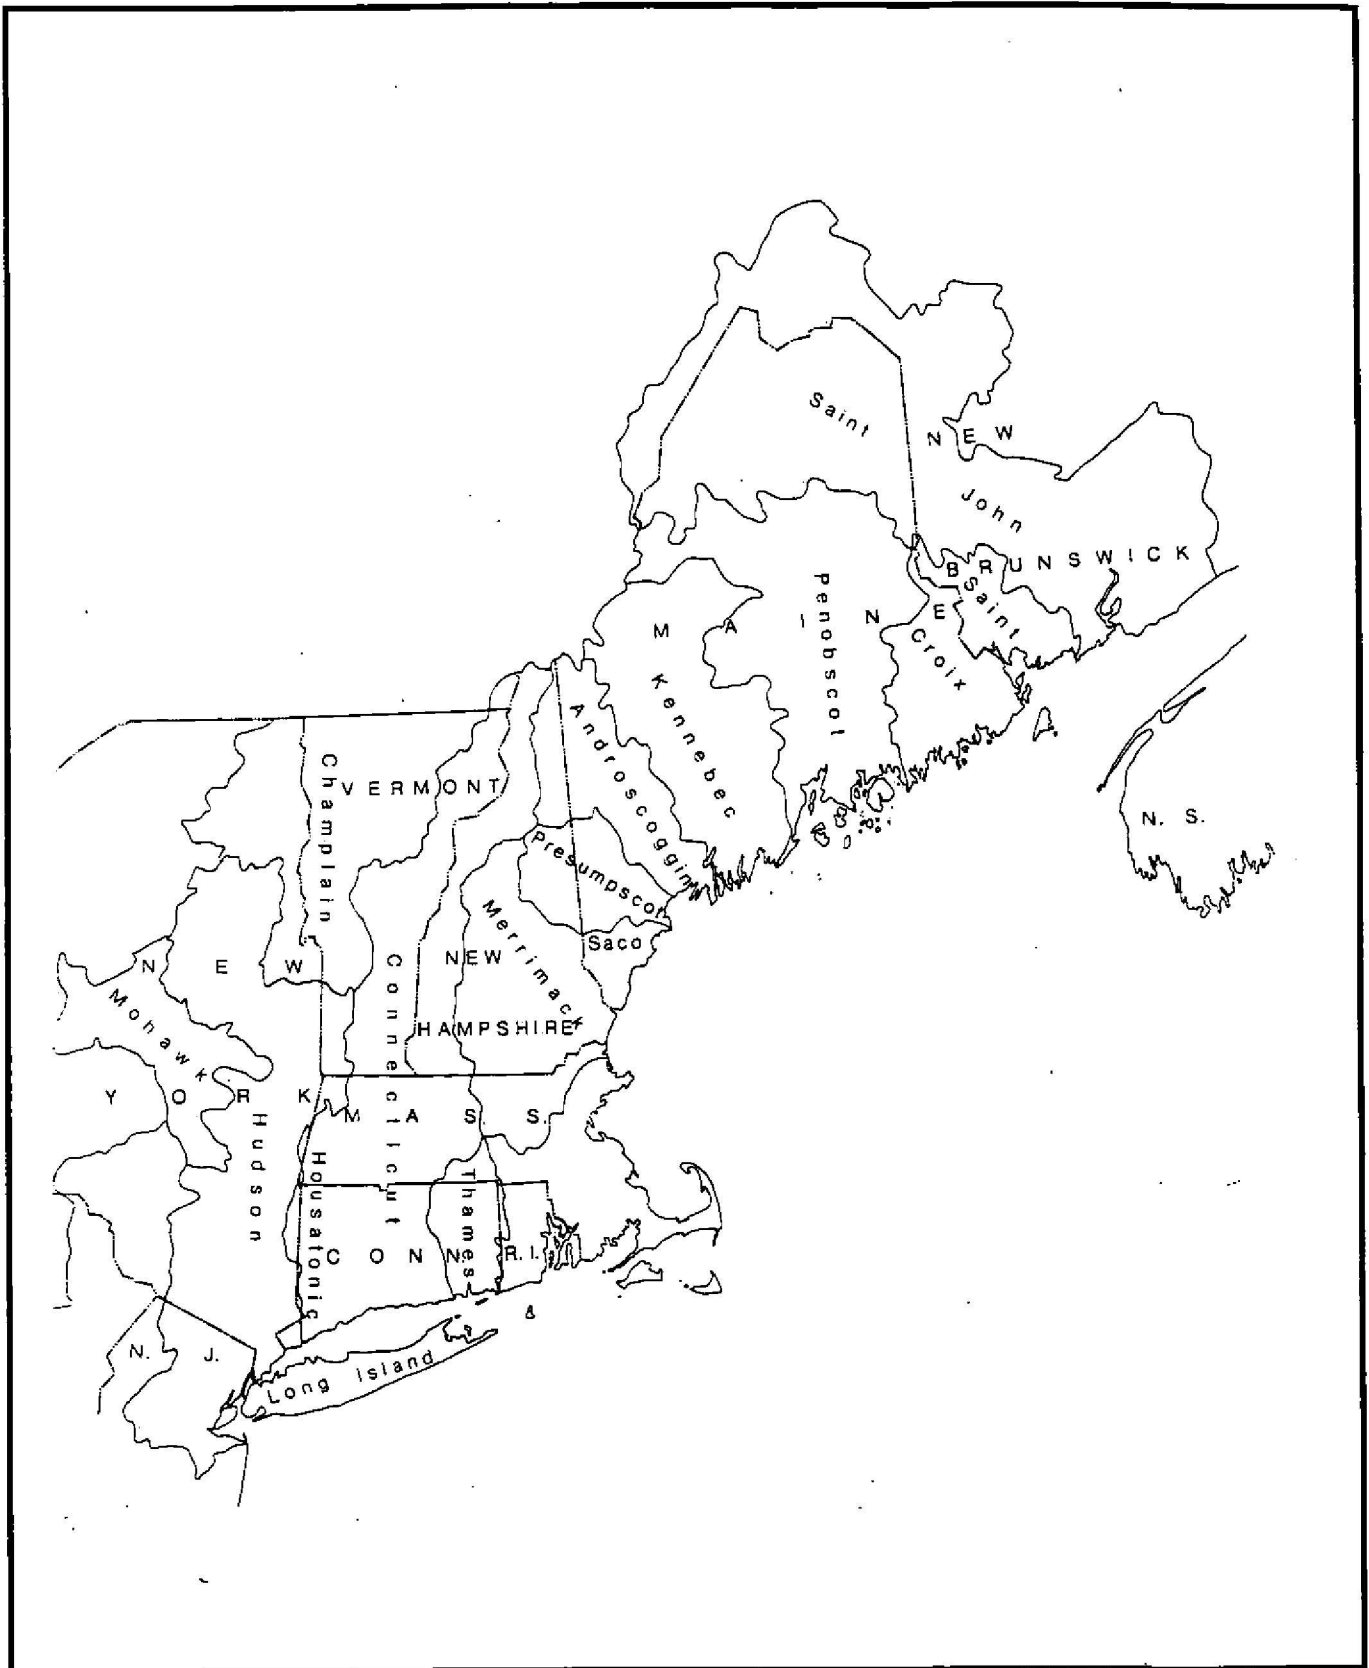 Saint
NEW
John
BRUNSWICK
Saint
Croix
MAINE
Penobscot
Kennebec
Androscoggin
N. S.
Champlain
VERMONT
Presumpscot
Merrimack
Saco
NEW
HAMPSHIRE
Connecticut
NEW
Mohawk
YORK
Hudson
MASS.
Housatonic
Thames
CONN.
R.I.
N. J.
Long Island